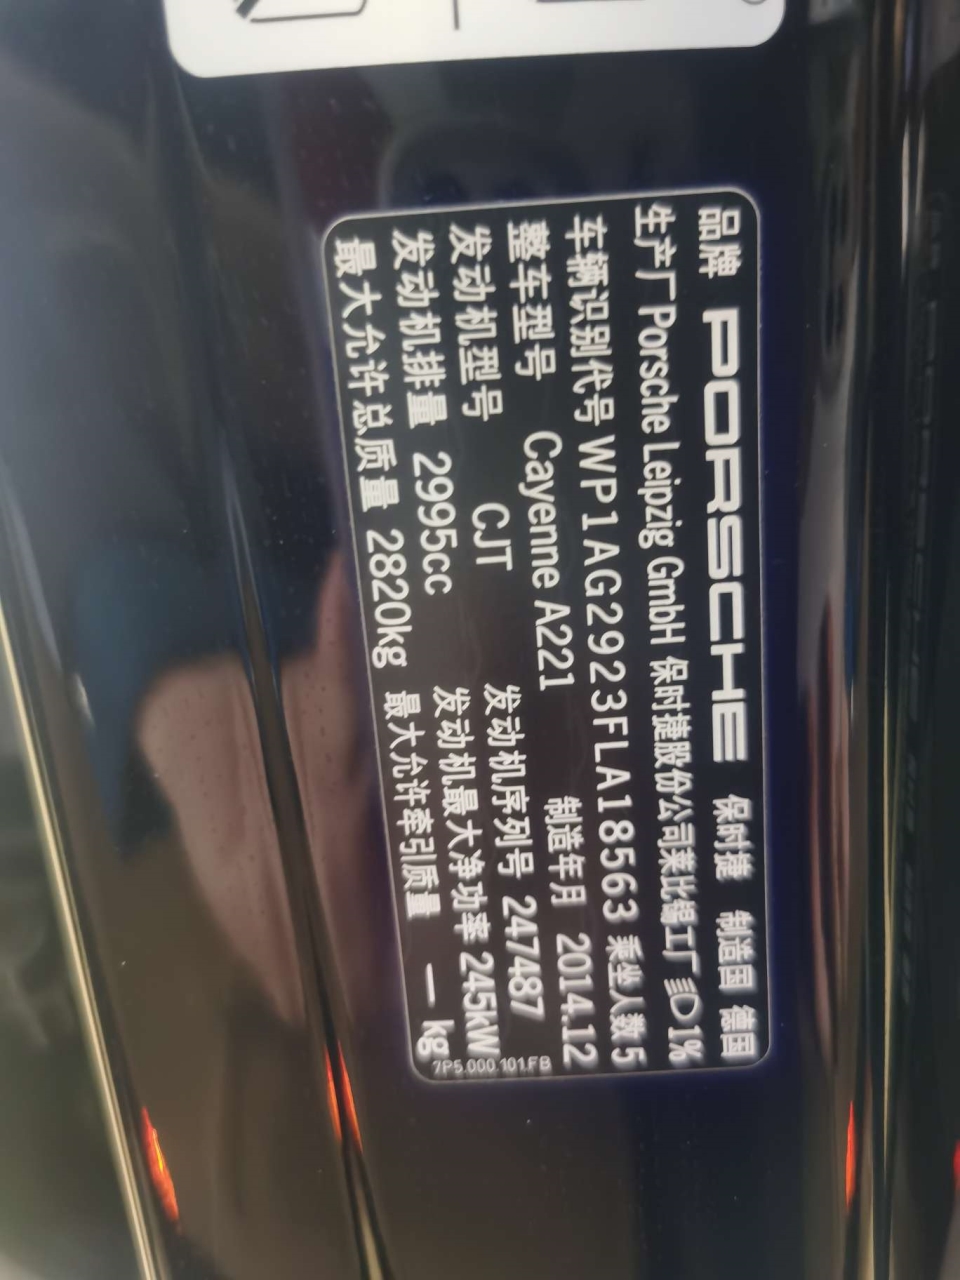 品牌 PORSCHE 保时捷 制造国 德国
生产厂 Porsche Leipzig GmbH 保时捷股份公司莱比锡工厂 1%
车辆识别代号 WP1AG2923FLA18563 乘坐人数 5
整车型号 Cayenne A221 制造年月 2014.12
发动机型号 CJT 发动机序列号 247487
发动机排量 2995cc 发动机最大净功率 245kW
最大允许总质量 2820kg 最大允许牵引质量 — kg
7P5.000.101.FB